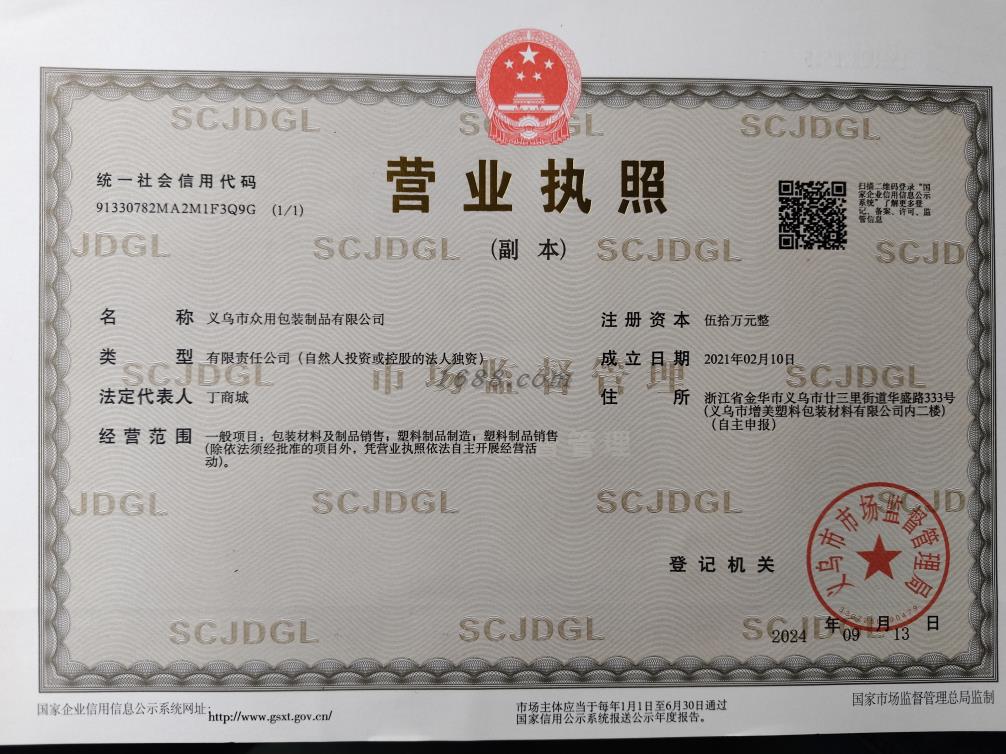 SCJDGL SCJDGL SCJDGL
统一社会信用代码
91330782MA2M1F3Q9G (1/1)
营业执照
(副 本)
扫描二维码登录“国
家企业信用信息公示
系统”了解更多登
记、备案、许可、监
管信息
JDGL SCJDGL SCJDGL SCJD
名 称 义乌市众用包装制品有限公司
类 型 有限责任公司(自然人投资或控股的法人独资)
法定代表人 丁商城
经营范围 一般项目：包装材料及制品销售；塑料制品制造；塑料制品销售
(除依法须经批准的项目外，凭营业执照依法自主开展经营活
动)。
注册资本 伍拾万元整
成立日期 2021年02月10日
住 所 浙江省金华市义乌市廿三里街道华盛路333号
(义乌市增美塑料包装材料有限公司内二楼)
(自主申报)
SCJDGL 市场监督管理 SCJDGL
1688.com
管理
JDGL SCJDGL SCJDGL SCJD
登记机关
义乌市市场监督管理局
2024年09月13日
SCJDGL SCJDGL SCJDGL
国家企业信用信息公示系统网址：http://www.gsxt.gov.cn/
市场主体应当于每年1月1日至6月30日通过
国家信用公示系统报送公示年度报告。
国家市场监督管理总局监制